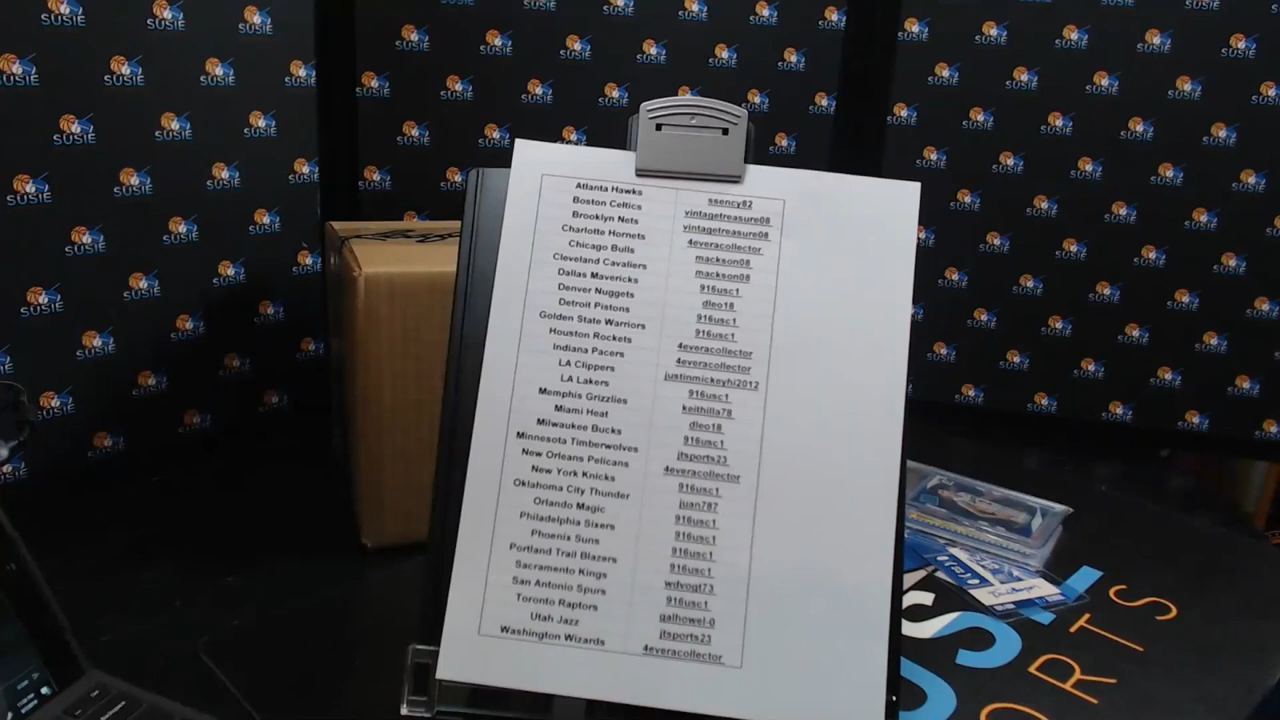 Atlanta Hawks ssency82
Boston Celtics vintagetreasure08
Brooklyn Nets vintagetreasure08
Charlotte Hornets 4everacollector
Chicago Bulls mackson08
Cleveland Cavaliers mackson08
Dallas Mavericks 916usc1
Denver Nuggets dleo18
Detroit Pistons 916usc1
Golden State Warriors 916usc1
Houston Rockets 4everacollector
Indiana Pacers 4everacollector
LA Clippers justinmickeyhi2012
LA Lakers 916usc1
Memphis Grizzlies keithilla78
Miami Heat dleo18
Milwaukee Bucks 916usc1
Minnesota Timberwolves jtsports23
New Orleans Pelicans 4everacollector
New York Knicks 916usc1
Oklahoma City Thunder juan787
Orlando Magic 916usc1
Philadelphia Sixers 916usc1
Phoenix Suns 916usc1
Portland Trail Blazers 916usc1
Sacramento Kings wdvogt73
San Antonio Spurs 916usc1
Toronto Raptors galhowel-0
Utah Jazz jtsports23
Washington Wizards 4everacollector
SUSIE